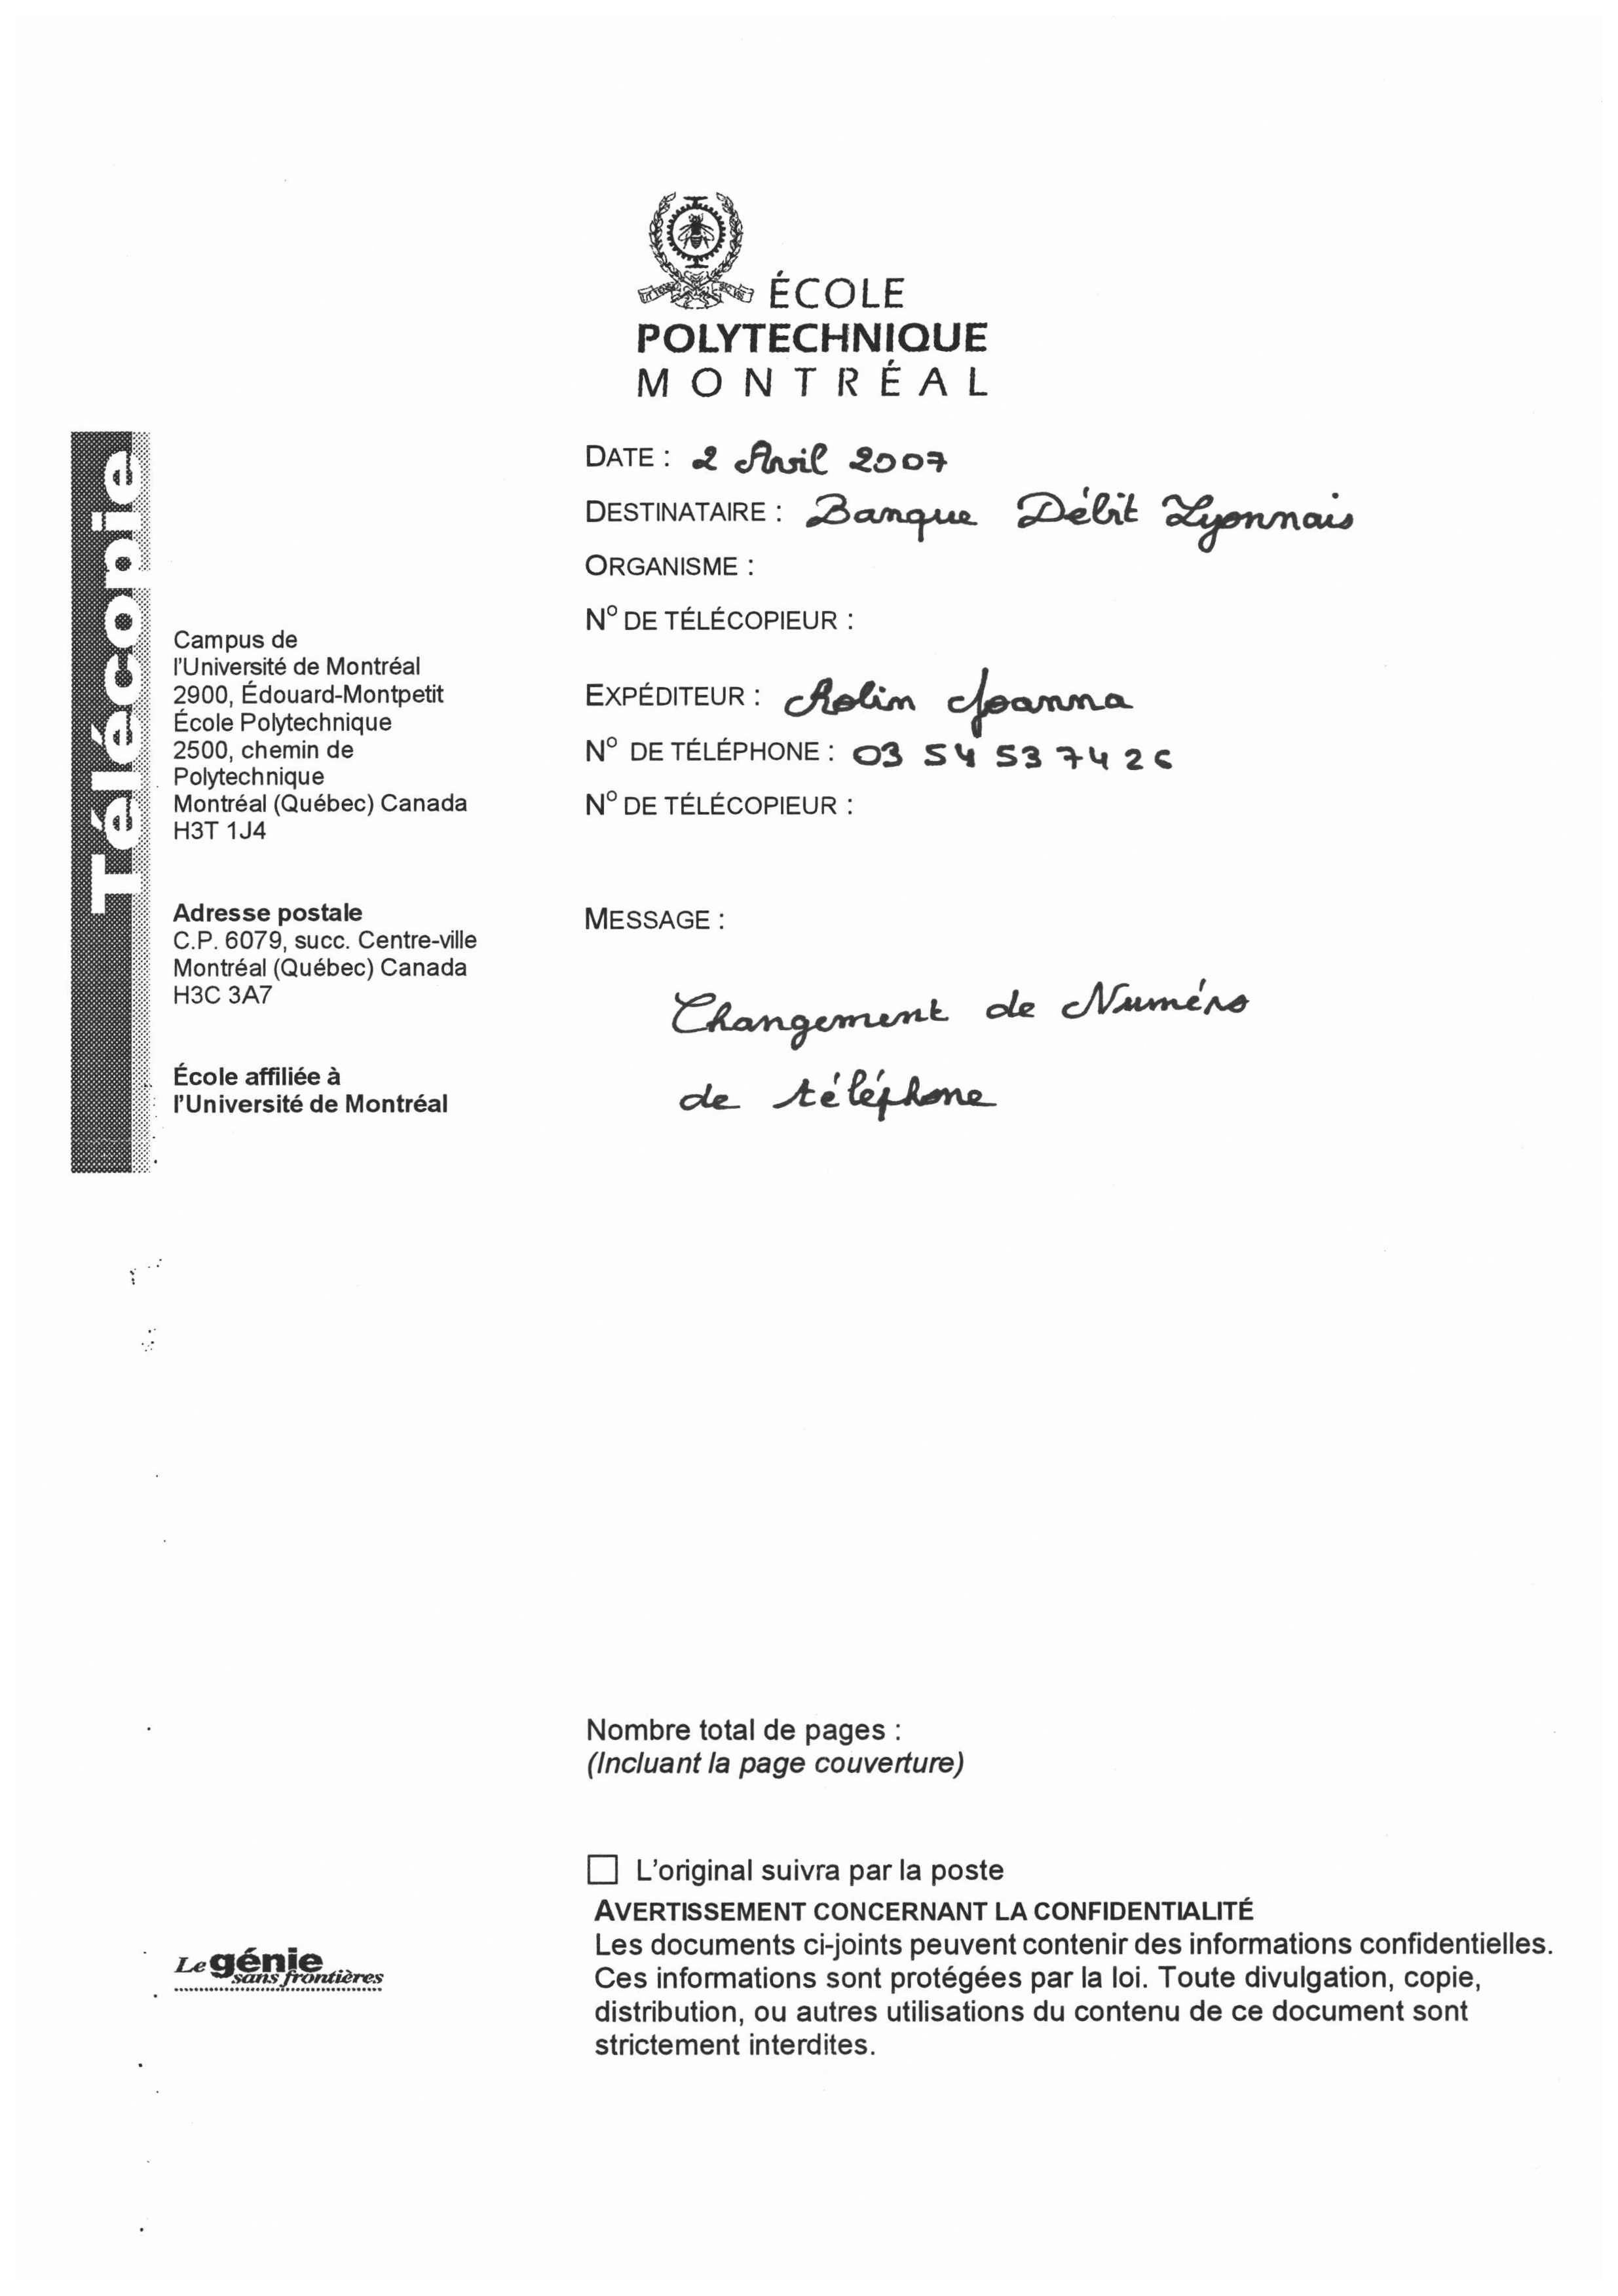 ÉCOLE
POLYTECHNIQUE
MONTRÉAL
Télécopie
DATE : 2 Avril 2007
DESTINATAIRE : Banque Débit Lyonnais
ORGANISME :
N° DE TÉLÉCOPIEUR :
EXPÉDITEUR : Rolin Joanna
N° DE TÉLÉPHONE : 03 54 53 74 26
N° DE TÉLÉCOPIEUR :
Campus de
l'Université de Montréal
2900, Édouard-Montpetit
École Polytechnique
2500, chemin de
Polytechnique
Montréal (Québec) Canada
H3T 1J4
Adresse postale
C.P. 6079, succ. Centre-ville
Montréal (Québec) Canada
H3C 3A7
École affiliée à
l'Université de Montréal
MESSAGE :
Changement de Numéro
de téléphone
Nombre total de pages :
(Incluant la page couverture)
L'original suivra par la poste
AVERTISSEMENT CONCERNANT LA CONFIDENTIALITÉ
Les documents ci-joints peuvent contenir des informations confidentielles.
Ces informations sont protégées par la loi. Toute divulgation, copie,
distribution, ou autres utilisations du contenu de ce document sont
strictement interdites.
Le génie
sans frontières